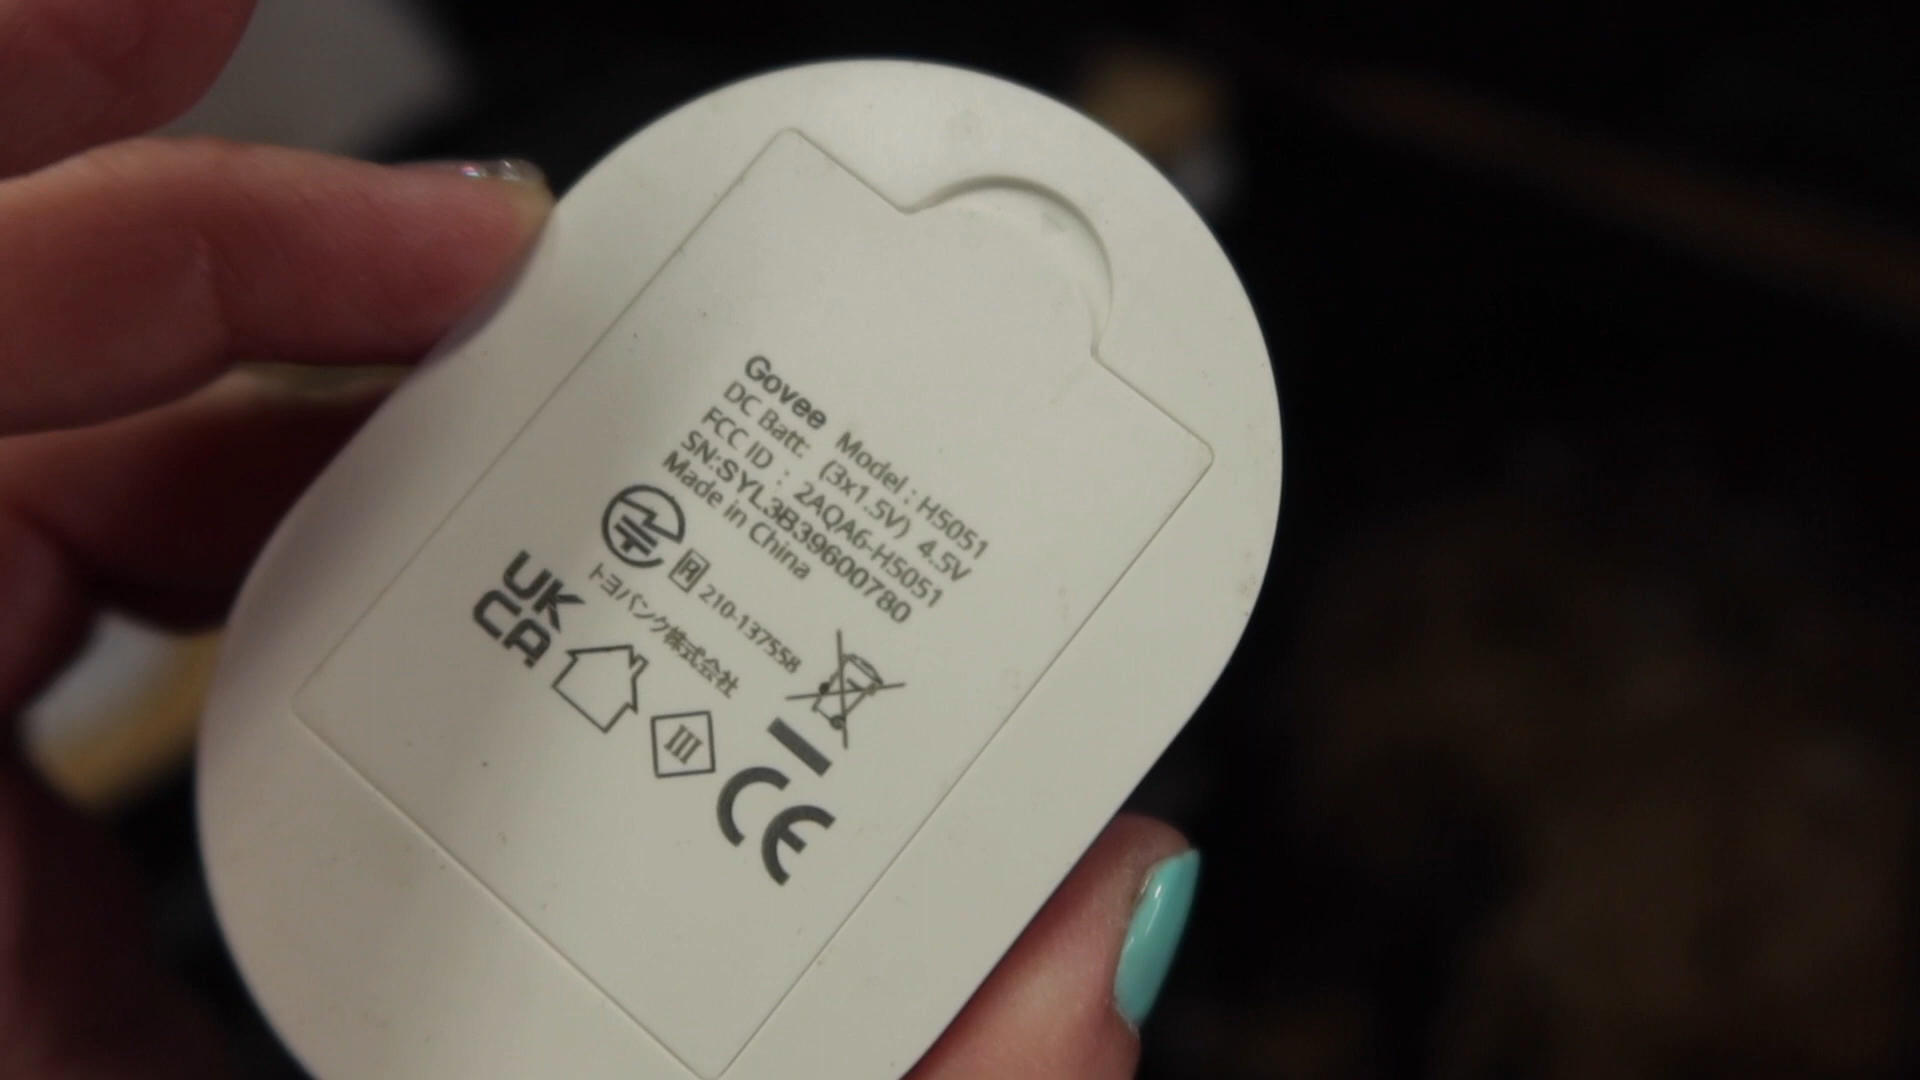 Govee Model : H5051
DC Batt: (3x1.5V) 4.5V
FCC ID : 2AQA6-H5051
SN:SYL3B39600780
Made in China
R 210-137558
トヨバンク株式会社
UK
CA
III
CE